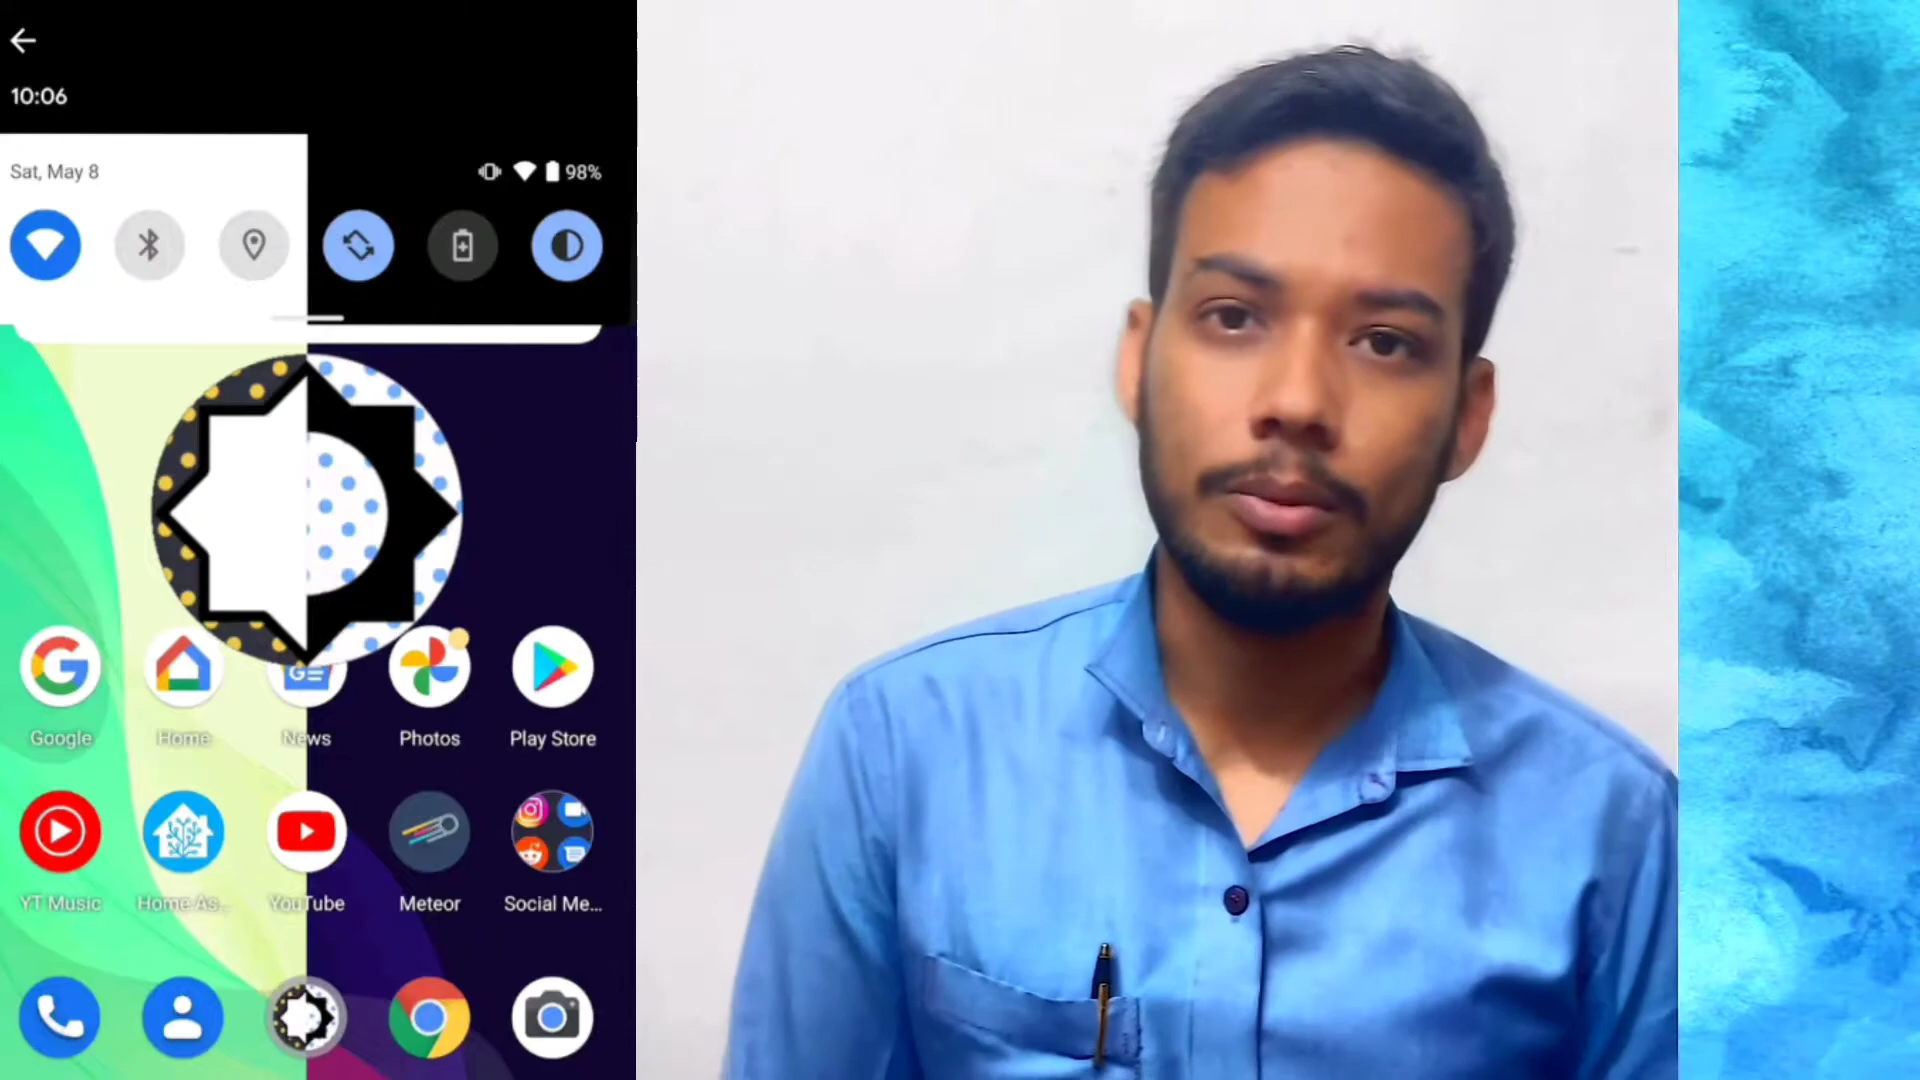 10:06
Sat, May 8
98%
Google
Home
News
Photos
Play Store
YT Music
Home As...
YouTube
Meteor
Social Me...